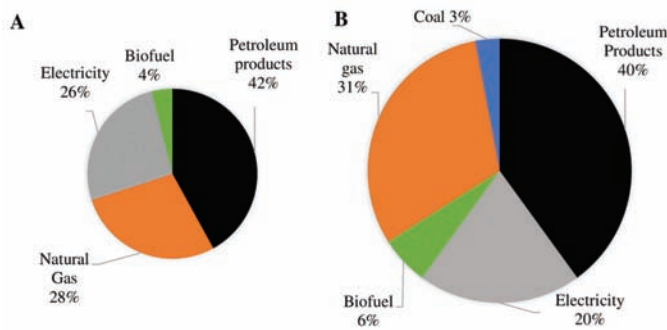 A
Petroleum
products
42%
Natural
Gas
28%
Electricity
26%
Biofuel
4%
B
Coal 3%
Petroleum
Products
40%
Electricity
20%
Biofuel
6%
Natural
gas
31%